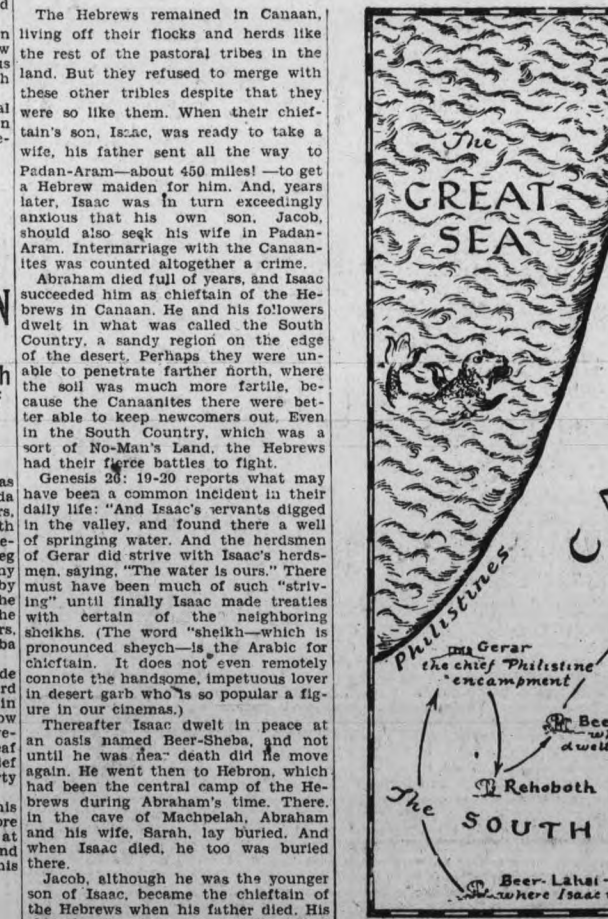 The Hebrews remained in Canaan,
living off their flocks and herds like
the rest of the pastoral tribes in the
land. But they refused to merge with
these other tribles despite that they
were so like them. When their chief-
tain's son, Isaac, was ready to take a
wife, his father sent all the way to
Padan-Aram—about 450 miles! —to get
a Hebrew maiden for him. And, years
later, Isaac was in turn exceedingly
anxious that his own son, Jacob,
should also seek his wife in Padan-
Aram. Intermarriage with the Canaan-
ites was counted altogether a crime.
Abraham died full of years, and Isaac
succeeded him as chieftain of the He-
brews in Canaan. He and his followers
dwelt in what was called the South
Country, a sandy region on the edge
of the desert. Perhaps they were un-
able to penetrate farther north, where
the soil was much more fertile, be-
cause the Canaanites there were bet-
ter able to keep newcomers out. Even
in the South Country, which was a
sort of No-Man's Land, the Hebrews
had their fierce battles to fight.
Genesis 26: 19-20 reports what may
have been a common incident in their
daily life: "And Isaac's servants digged
in the valley, and found there a well
of springing water. And the herdsmen
of Gerar did strive with Isaac's herds-
men, saying, "The water is ours." There
must have been much of such "striv-
ing" until finally Isaac made treaties
with certain of the neighboring
sheikhs. (The word "sheikh—which is
pronounced sheych—is the Arabic for
chieftain. It does not even remotely
connote the handsome, impetuous lover
in desert garb who is so popular a fig-
ure in our cinemas.)
Thereafter Isaac dwelt in peace at
an oasis named Beer-Sheba, and not
until he was near death did he move
again. He went then to Hebron, which
had been the central camp of the He-
brews during Abraham's time. There,
in the cave of Machpelah, Abraham
and his wife, Sarah, lay buried. And
when Isaac died, he too was buried
there.
Jacob, although he was the younger
son of Isaac, became the chieftain of
the Hebrews when his father died. His
The
GREAT
SEA
C
Philistines
Gerar
the chief Philistine
encampment
Bee
dwell
Rehoboth
The
SOUTH
Beer-Lahai-
where Isaac